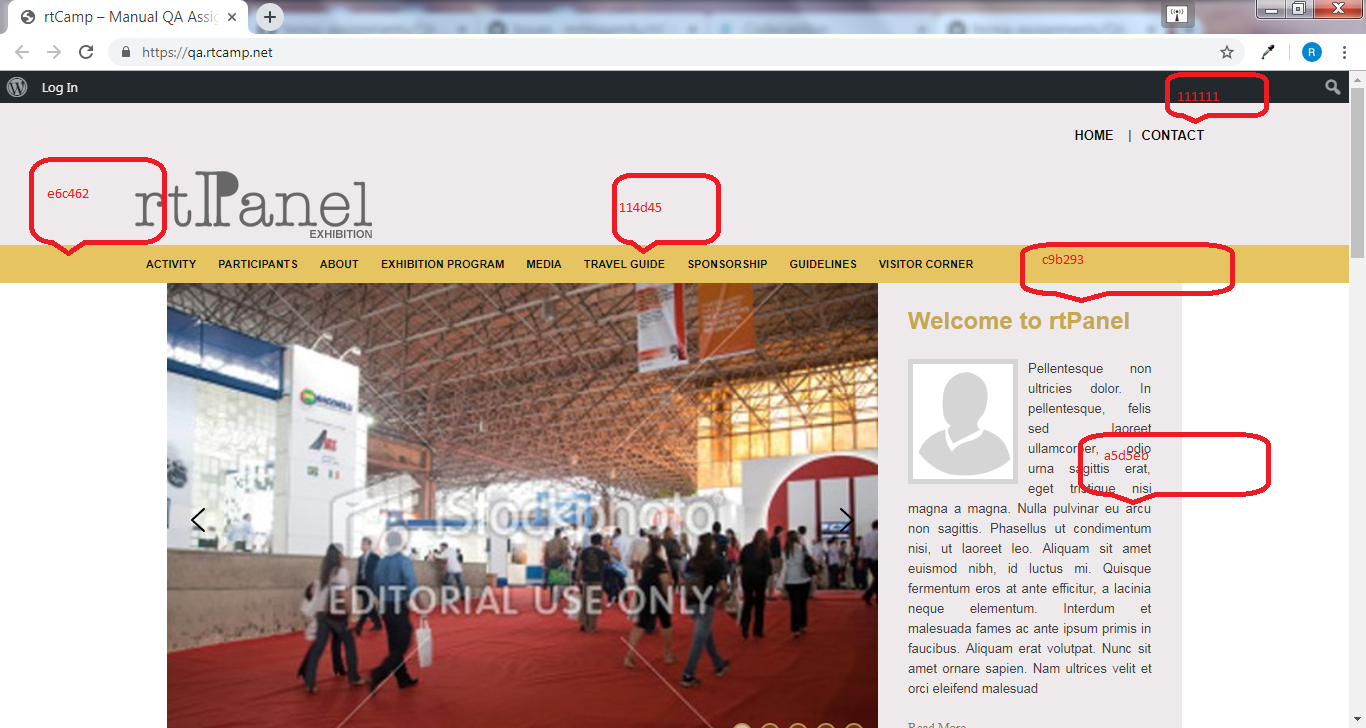 rtCamp – Manual QA Assig
https://qa.rtcamp.net
R
Log In
111111
HOME | CONTACT
e6c462
rtPanel
EXHIBITION
114d45
ACTIVITY PARTICIPANTS ABOUT EXHIBITION PROGRAM MEDIA TRAVEL GUIDE SPONSORSHIP GUIDELINES VISITOR CORNER
c9b293
Welcome to rtPanel
Pellentesque non
ultricies dolor. In
pellentesque, felis
sed laoreet
ullamcorper, odio
a5d5eb
urna sagittis erat,
eget tristique nisi
magna a magna. Nulla pulvinar eu arcu
non sagittis. Phasellus ut condimentum
nisi, ut laoreet leo. Aliquam sit amet
euismod nibh, id luctus mi. Quisque
fermentum eros at ante efficitur, a lacinia
neque elementum. Interdum et
malesuada fames ac ante ipsum primis in
faucibus. Aliquam erat volutpat. Nunc sit
amet ornare sapien. Nam ultrices velit et
orci eleifend malesuad
Read More
iStockphoto
EDITORIAL USE ONLY